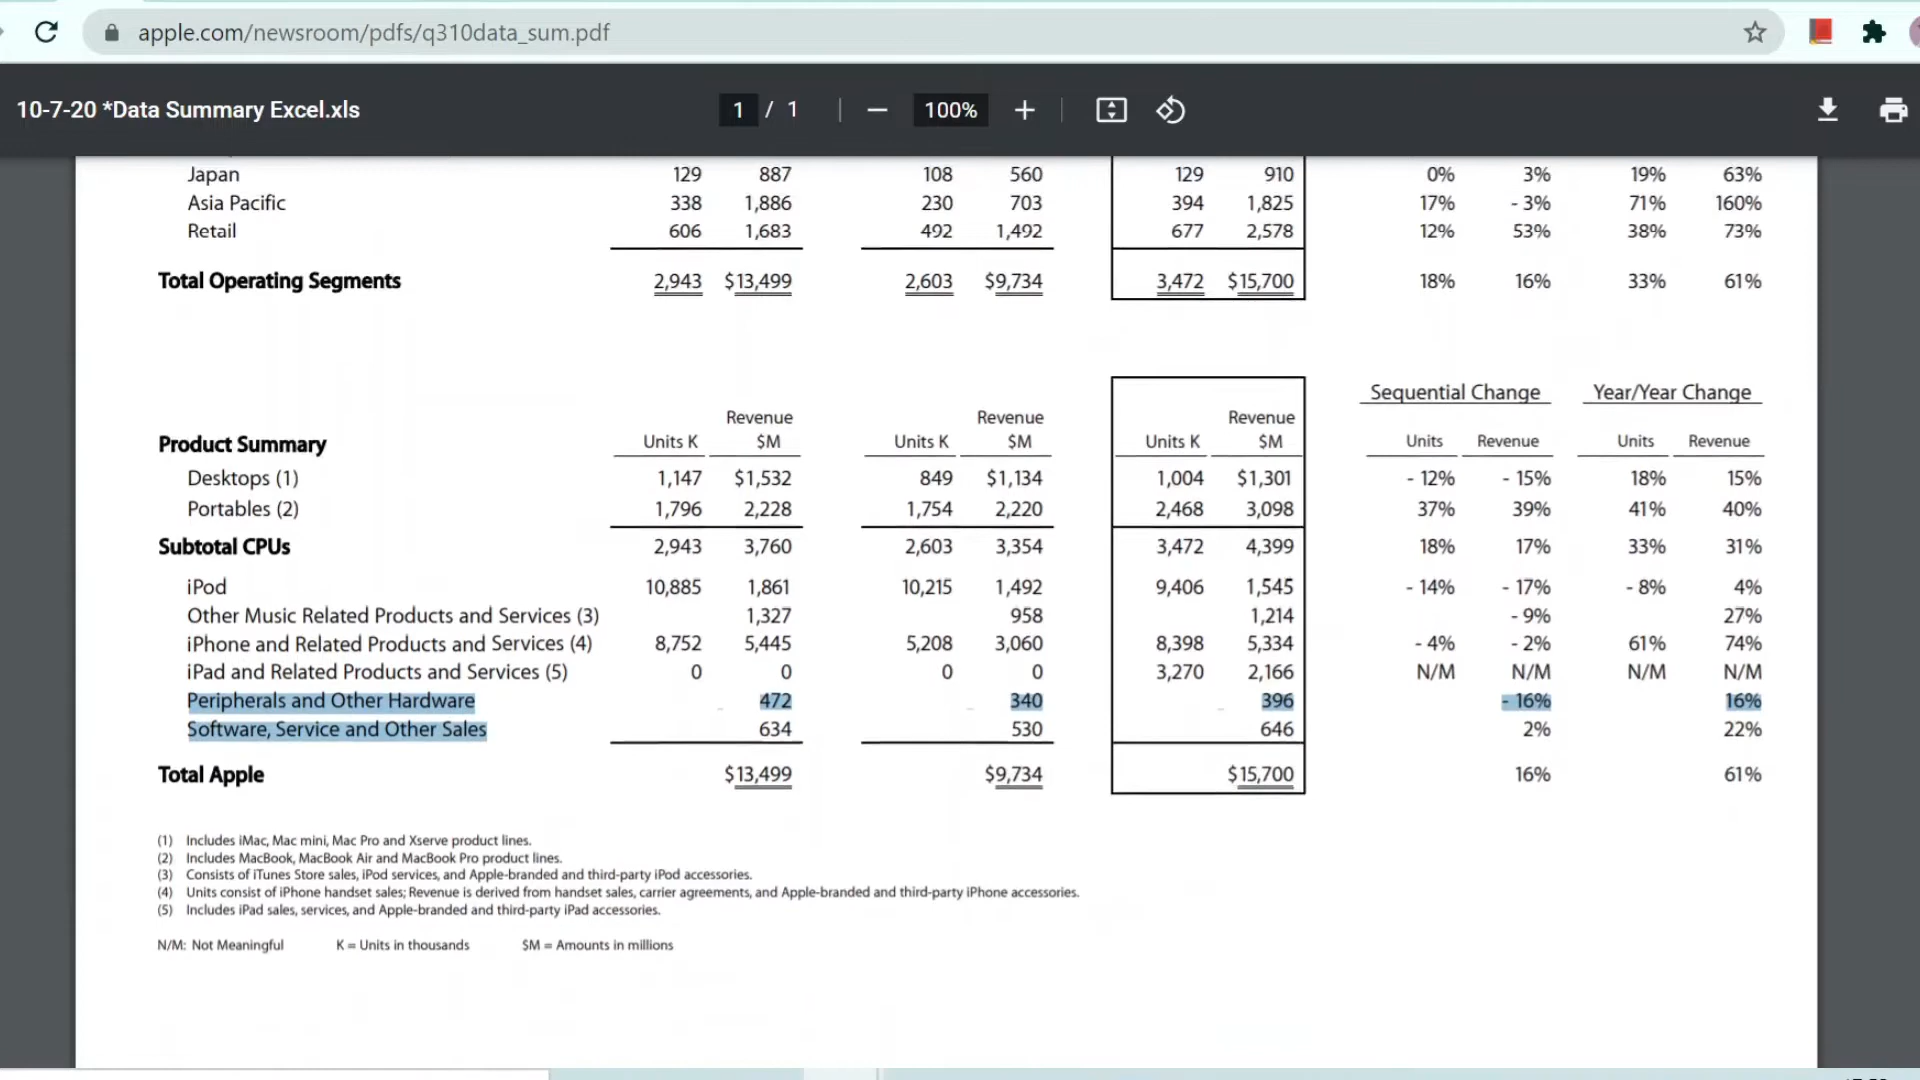 apple.com/newsroom/pdfs/q310data_sum.pdf
10-7-20 *Data Summary Excel.xls 1 / 1 100%
Japan 129 887 108 560 129 910 0% 3% 19% 63%
Asia Pacific 338 1,886 230 703 394 1,825 17% - 3% 71% 160%
Retail 606 1,683 492 1,492 677 2,578 12% 53% 38% 73%
Total Operating Segments 2,943 $13,499 2,603 $9,734 3,472 $15,700 18% 16% 33% 61%
Sequential Change Year/Year Change
Revenue Revenue Revenue
Product Summary Units K $M Units K $M Units K $M Units Revenue Units Revenue
Desktops (1) 1,147 $1,532 849 $1,134 1,004 $1,301 - 12% - 15% 18% 15%
Portables (2) 1,796 2,228 1,754 2,220 2,468 3,098 37% 39% 41% 40%
Subtotal CPUs 2,943 3,760 2,603 3,354 3,472 4,399 18% 17% 33% 31%
iPod 10,885 1,861 10,215 1,492 9,406 1,545 - 14% - 17% - 8% 4%
Other Music Related Products and Services (3) 1,327 958 1,214 - 9% 27%
iPhone and Related Products and Services (4) 8,752 5,445 5,208 3,060 8,398 5,334 - 4% - 2% 61% 74%
iPad and Related Products and Services (5) 0 0 0 0 3,270 2,166 N/M N/M N/M N/M
Peripherals and Other Hardware 472 340 396 - 16% 16%
Software, Service and Other Sales 634 530 646 2% 22%
Total Apple $13,499 $9,734 $15,700 16% 61%
(1) Includes iMac, Mac mini, Mac Pro and Xserve product lines.
(2) Includes MacBook, MacBook Air and MacBook Pro product lines.
(3) Consists of iTunes Store sales, iPod services, and Apple-branded and third-party iPod accessories.
(4) Units consist of iPhone handset sales; Revenue is derived from handset sales, carrier agreements, and Apple-branded and third-party iPhone accessories.
(5) Includes iPad sales, services, and Apple-branded and third-party iPad accessories.
N/M: Not Meaningful K = Units in thousands $M = Amounts in millions